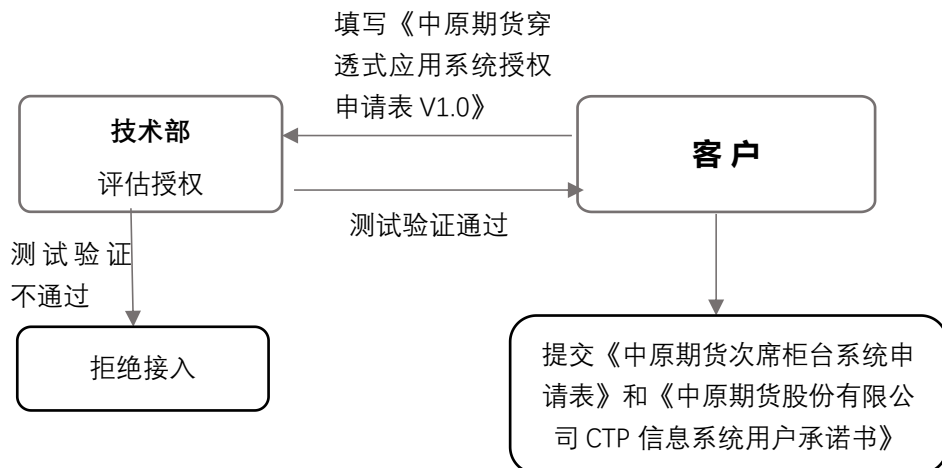 填写《中原期货穿
透式应用系统授权
申请表 V1.0》
技术部
评估授权
客 户
测试验证通过
测 试 验 证
不通过
拒绝接入
提交《中原期货次席柜台系统申
请表》和《中原期货股份有限公
司 CTP 信息系统用户承诺书》